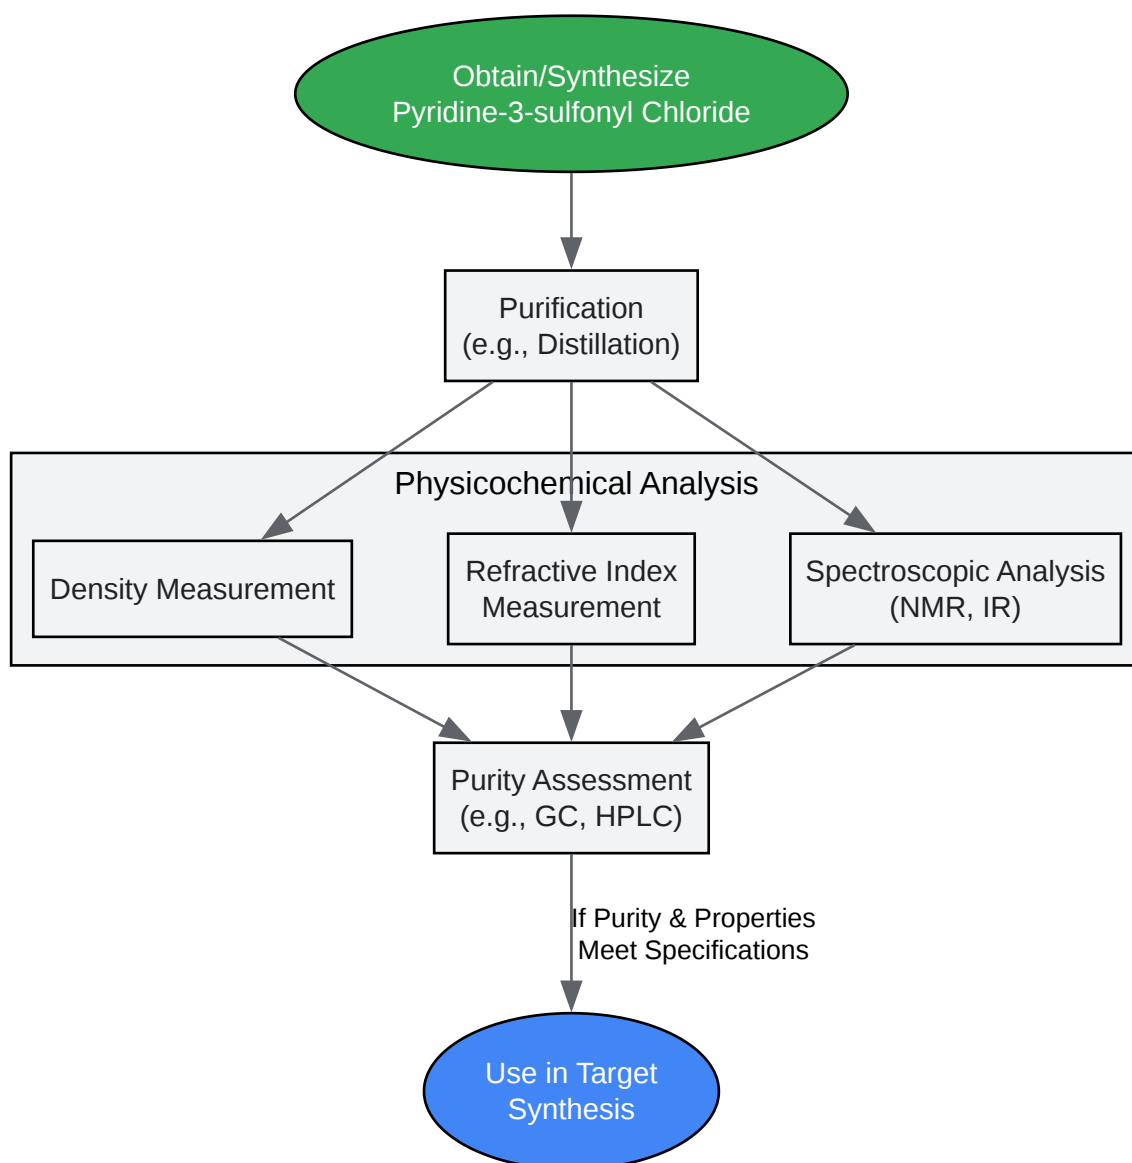 Obtain/Synthesize
Pyridine-3-sulfonyl Chloride
Purification
(e.g., Distillation)
Physicochemical Analysis
Density Measurement
Refractive Index
Measurement
Spectroscopic Analysis
(NMR, IR)
Purity Assessment
(e.g., GC, HPLC)
If Purity & Properties
Meet Specifications
Use in Target
Synthesis